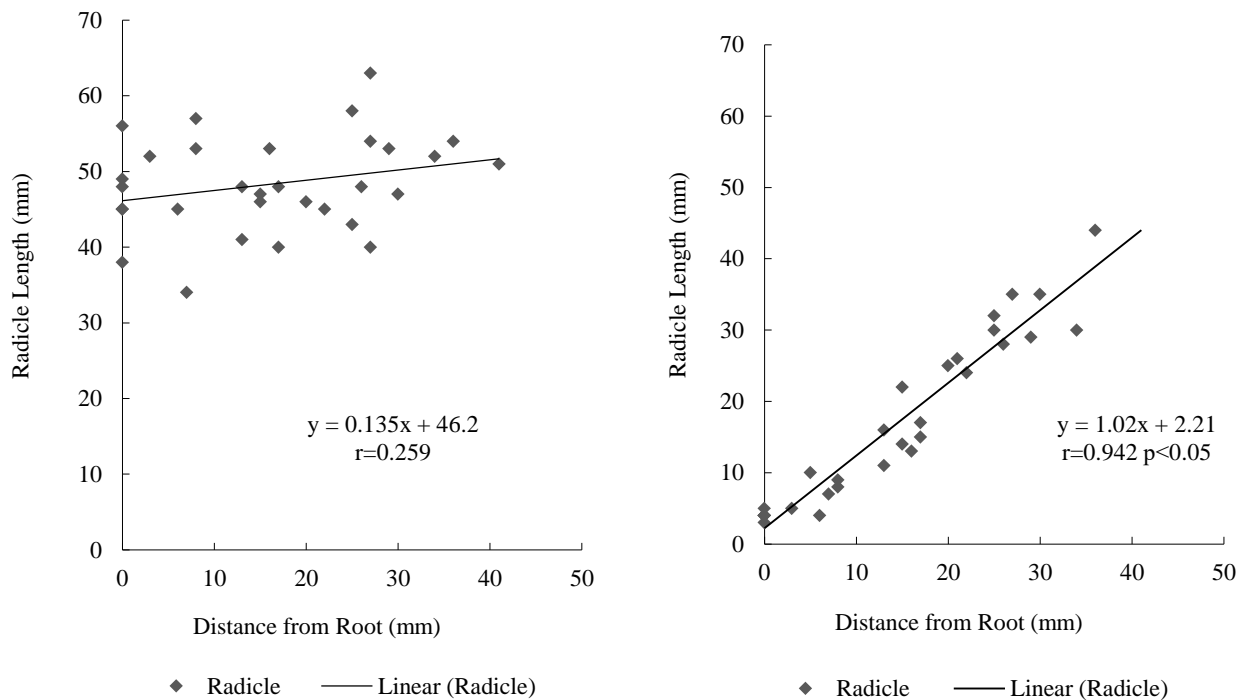 70
60
50
40
30
20
10
0
Radicle Length (mm)
y = 0.135x + 46.2
r=0.259
0 10 20 30 40 50
Distance from Root (mm)
Radicle Linear (Radicle)
70
60
50
40
30
20
10
0
Radicle Length (mm)
y = 1.02x + 2.21
r=0.942 p<0.05
0 10 20 30 40 50
Distance from Root (mm)
Radicle Linear (Radicle)